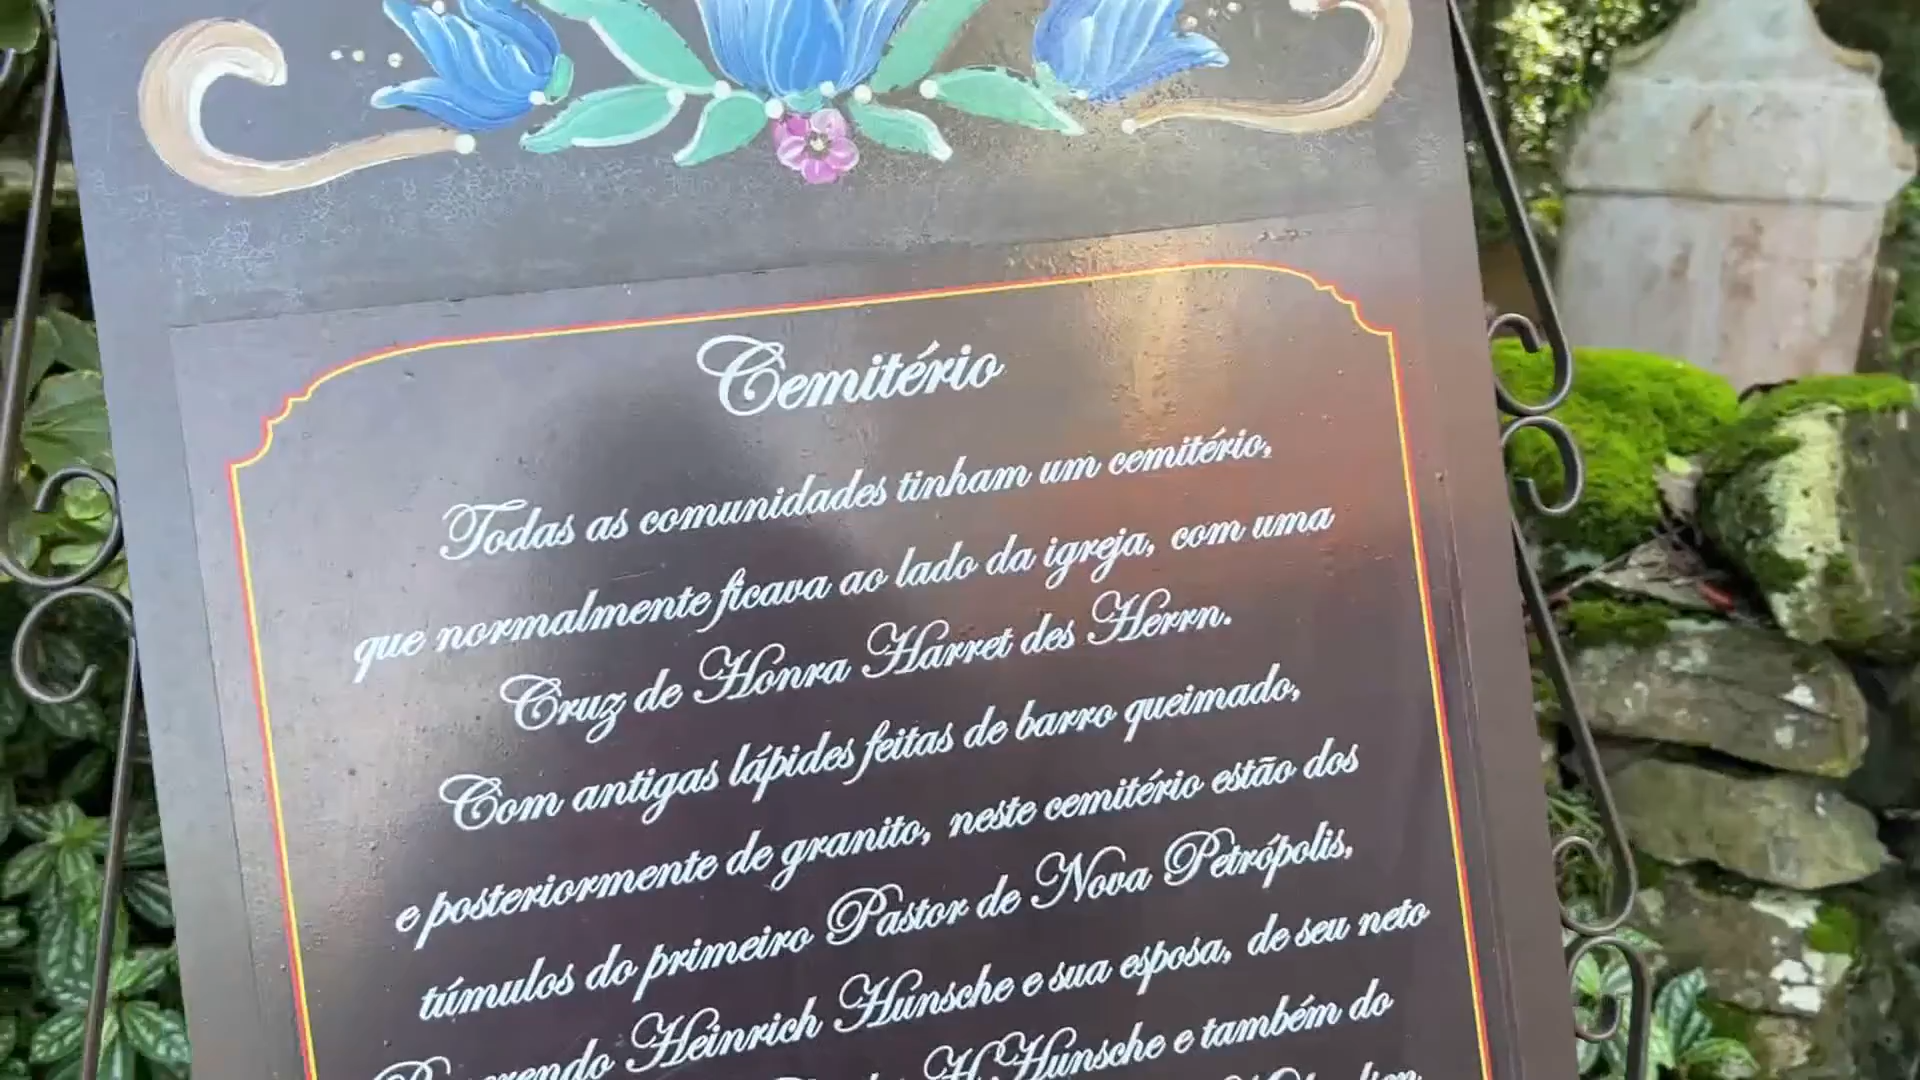 Cemitério
Todas as comunidades tinham um cemitério,
que normalmente ficava ao lado da igreja, com uma
Cruz de Honra Harret des Herrn.
Com antigas lápides feitas de barro queimado,
e posteriormente de granito, neste cemitério estão dos
túmulos do primeiro Pastor de Nova Petrópolis,
Heinrich Hunsche e sua esposa, de seu neto
H. Hunsche e também do